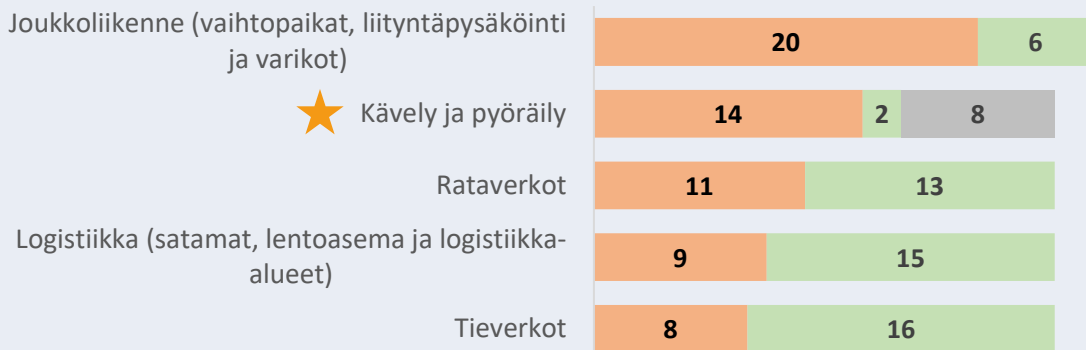 Joukkoliikenne (vaihtopaikat, liityntäpysäköinti
ja varikot)
20 6
Kävely ja pyöräily
14 2 8
Rataverkot
11 13
Logistiikka (satamat, lentoasema ja logistiikka-
alueet)
9 15
Tieverkot
8 16